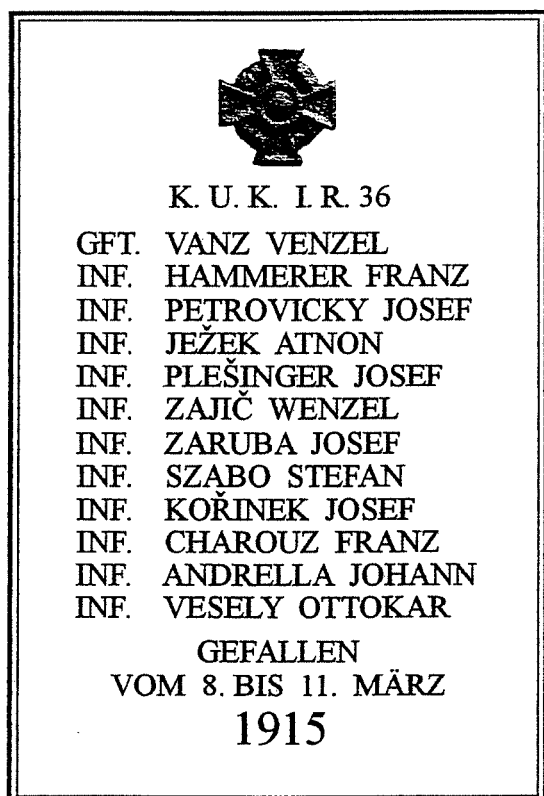 K. U. K. I. R. 36
GFT. VANZ VENZEL
INF. HAMMERER FRANZ
INF. PETROVICKY JOSEF
INF. JEŽEK ATNON
INF. PLEŠINGER JOSEF
INF. ZAJIČ WENZEL
INF. ZARUBA JOSEF
INF. SZABO STEFAN
INF. KOŘINEK JOSEF
INF. CHAROUZ FRANZ
INF. ANDRELLA JOHANN
INF. VESELY OTTOKAR
GEFALLEN
VOM 8. BIS 11. MÄRZ
1915